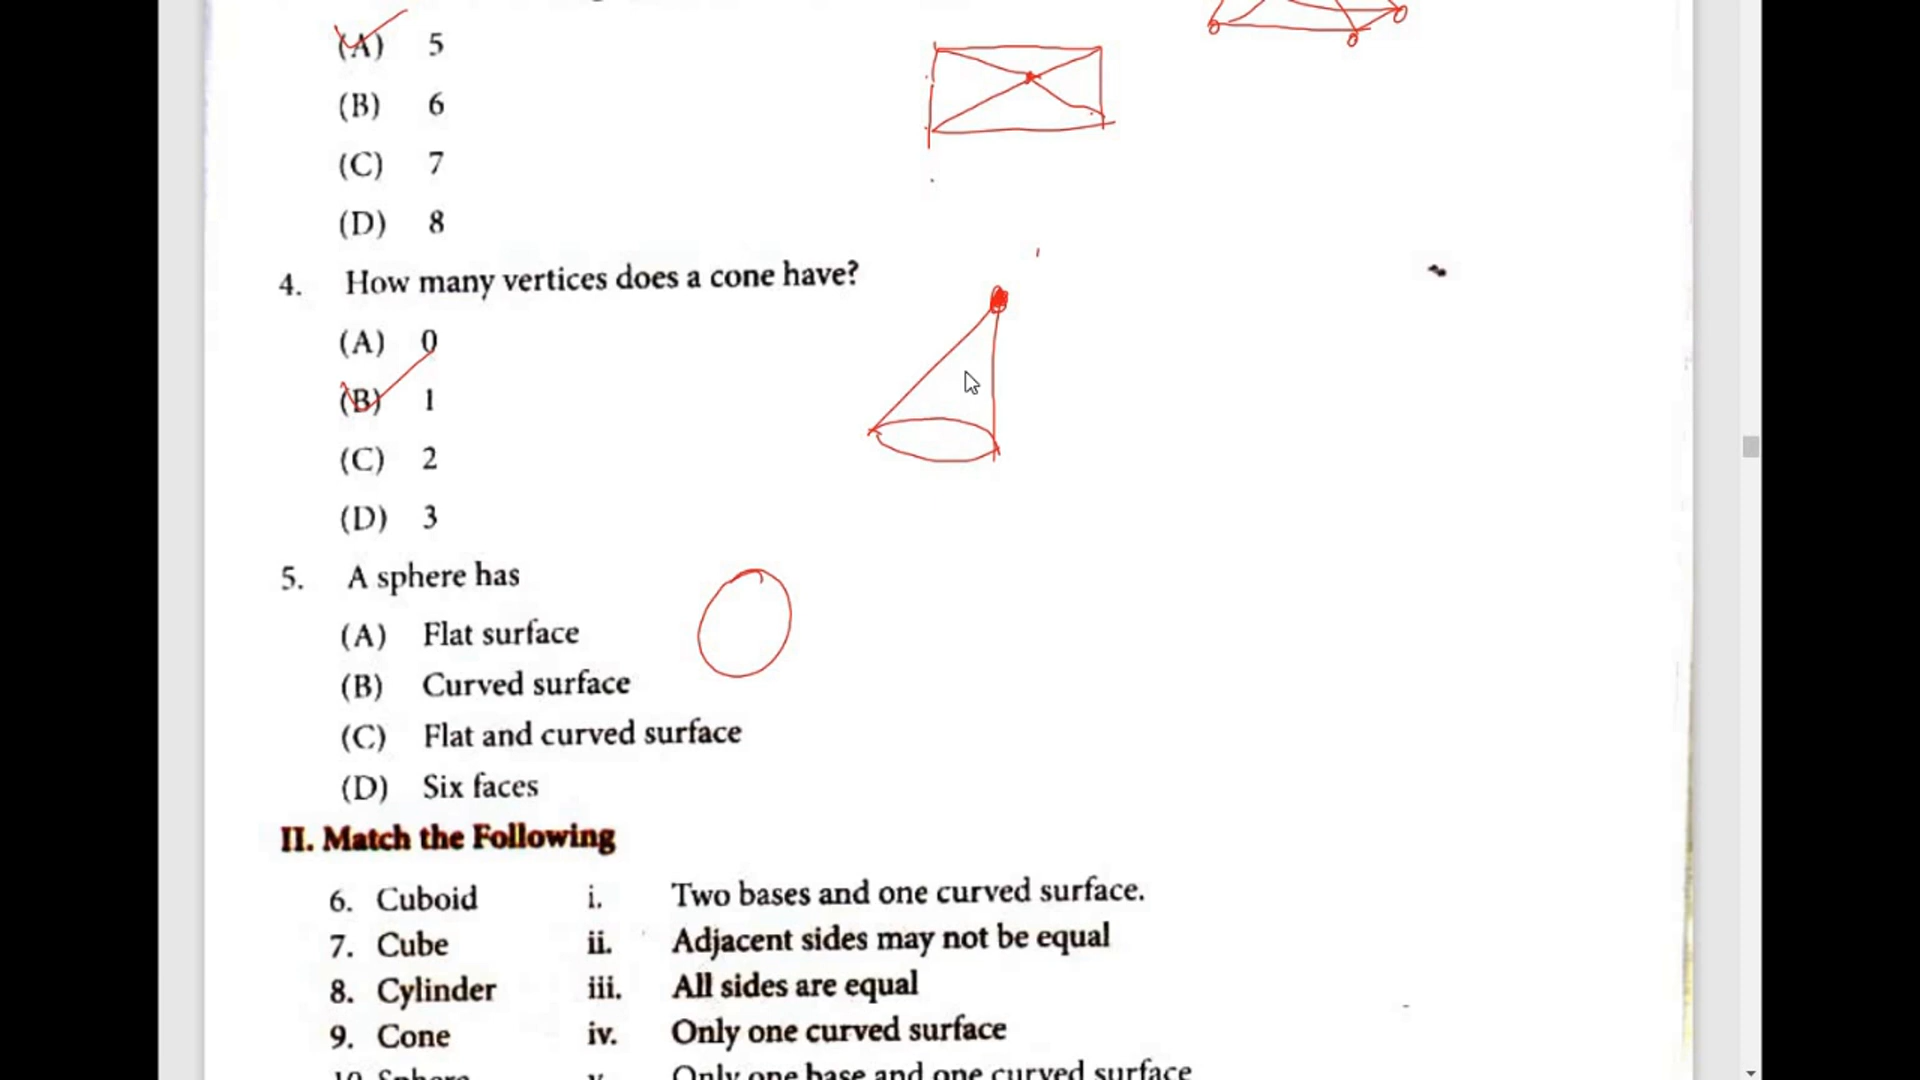 (A) 5
(B) 6
(C) 7
(D) 8
4. How many vertices does a cone have?
(A) 0
(B) 1
(C) 2
(D) 3
5. A sphere has
(A) Flat surface
(B) Curved surface
(C) Flat and curved surface
(D) Six faces
II. Match the Following
6. Cuboid i. Two bases and one curved surface.
7. Cube ii. Adjacent sides may not be equal
8. Cylinder iii. All sides are equal
9. Cone iv. Only one curved surface
10. Sphere v. Only one base and one curved surface